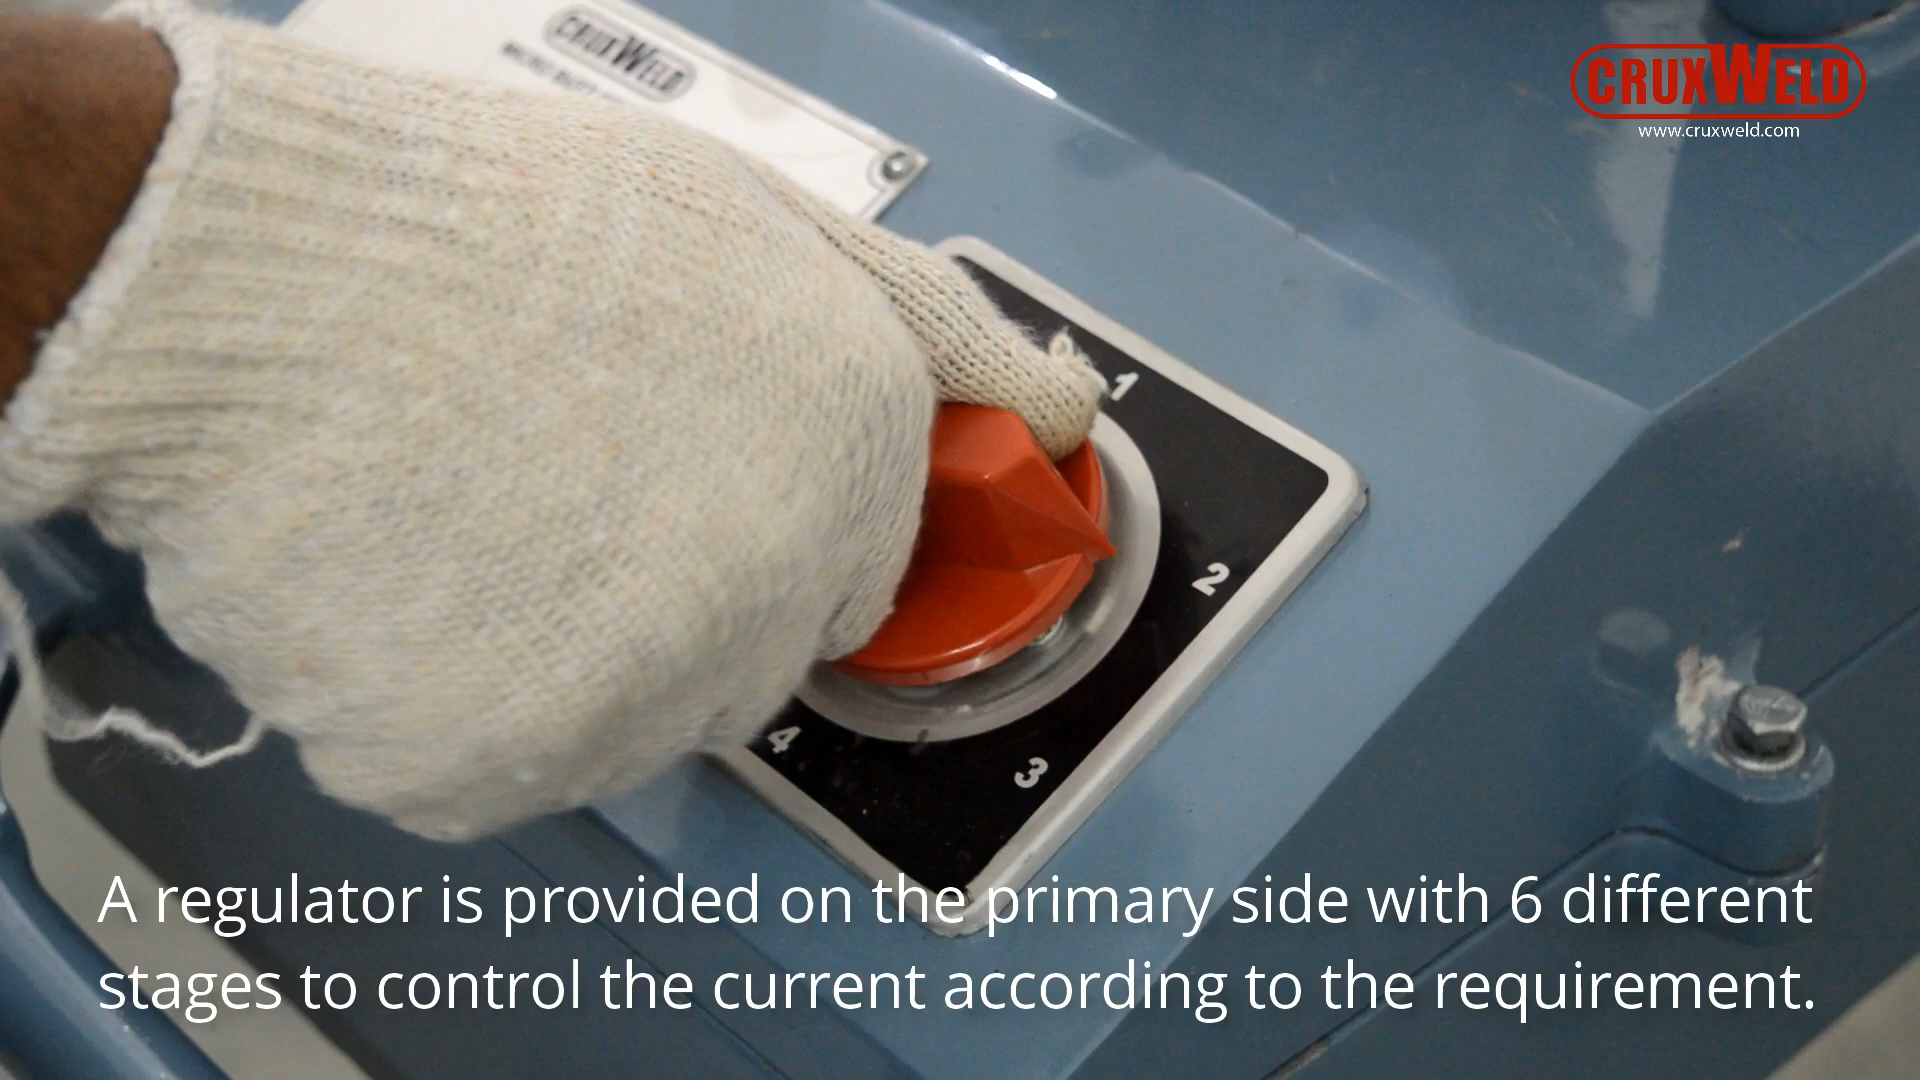 CRUXWELD
CRUXWELD
www.cruxweld.com
1
2
3
4
A regulator is provided on the primary side with 6 different
stages to control the current according to the requirement.